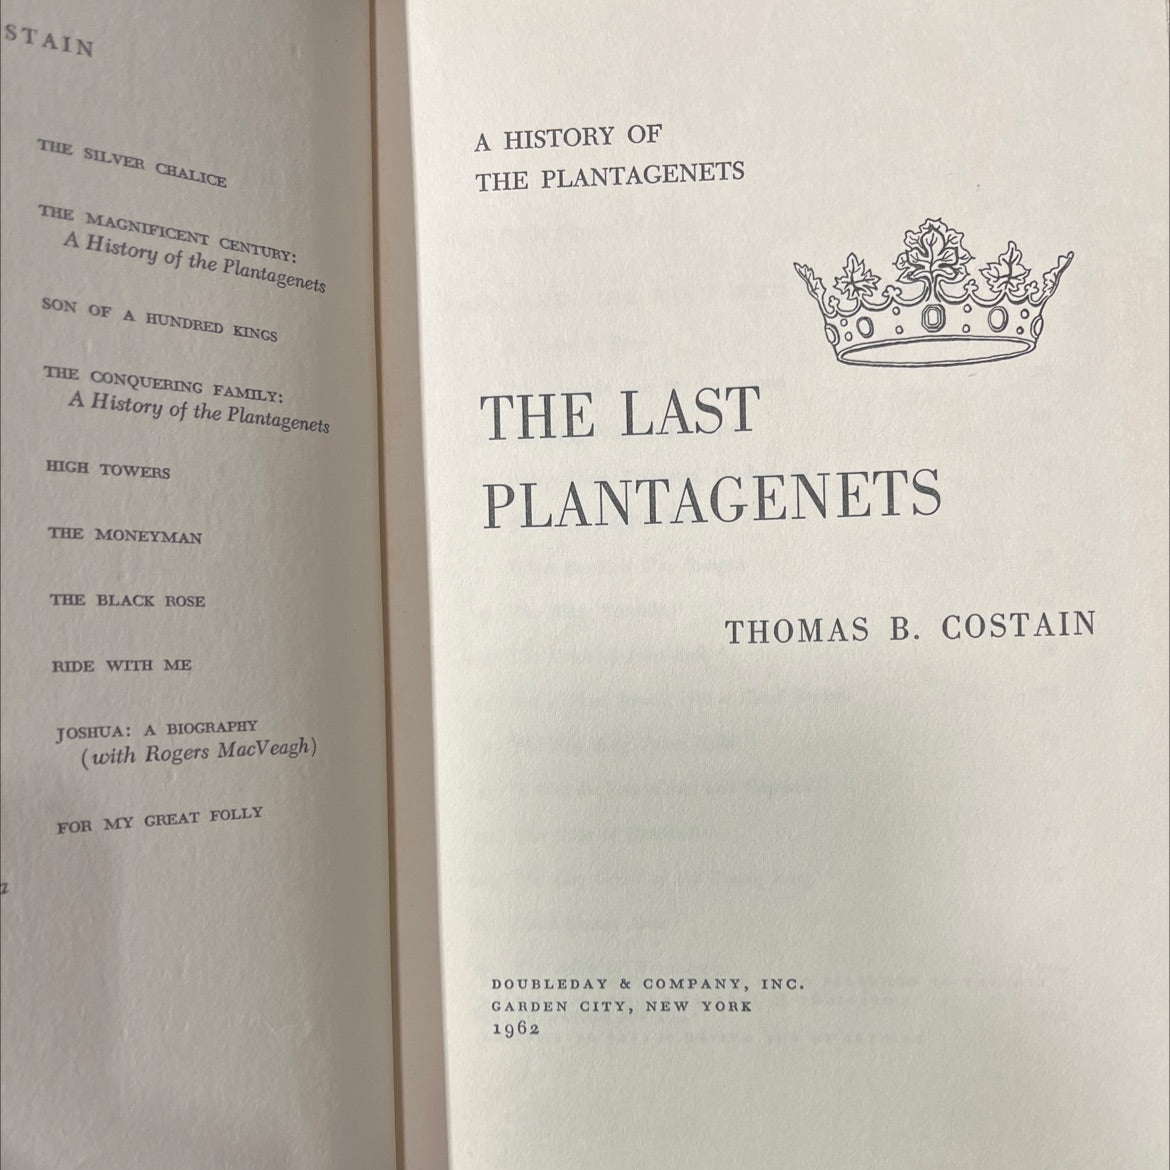 STAIN
THE SILVER CHALICE
THE MAGNIFICENT CENTURY:
A History of the Plantagenets
SON OF A HUNDRED KINGS
THE CONQUERING FAMILY:
A History of the Plantagenets
HIGH TOWERS
THE MONEYMAN
THE BLACK ROSE
RIDE WITH ME
JOSHUA: A BIOGRAPHY
(with Rogers MacVeagh)
FOR MY GREAT FOLLY
A HISTORY OF
THE PLANTAGENETS
THE LAST
PLANTAGENETS
THOMAS B. COSTAIN
DOUBLEDAY & COMPANY, INC.
GARDEN CITY, NEW YORK
1962